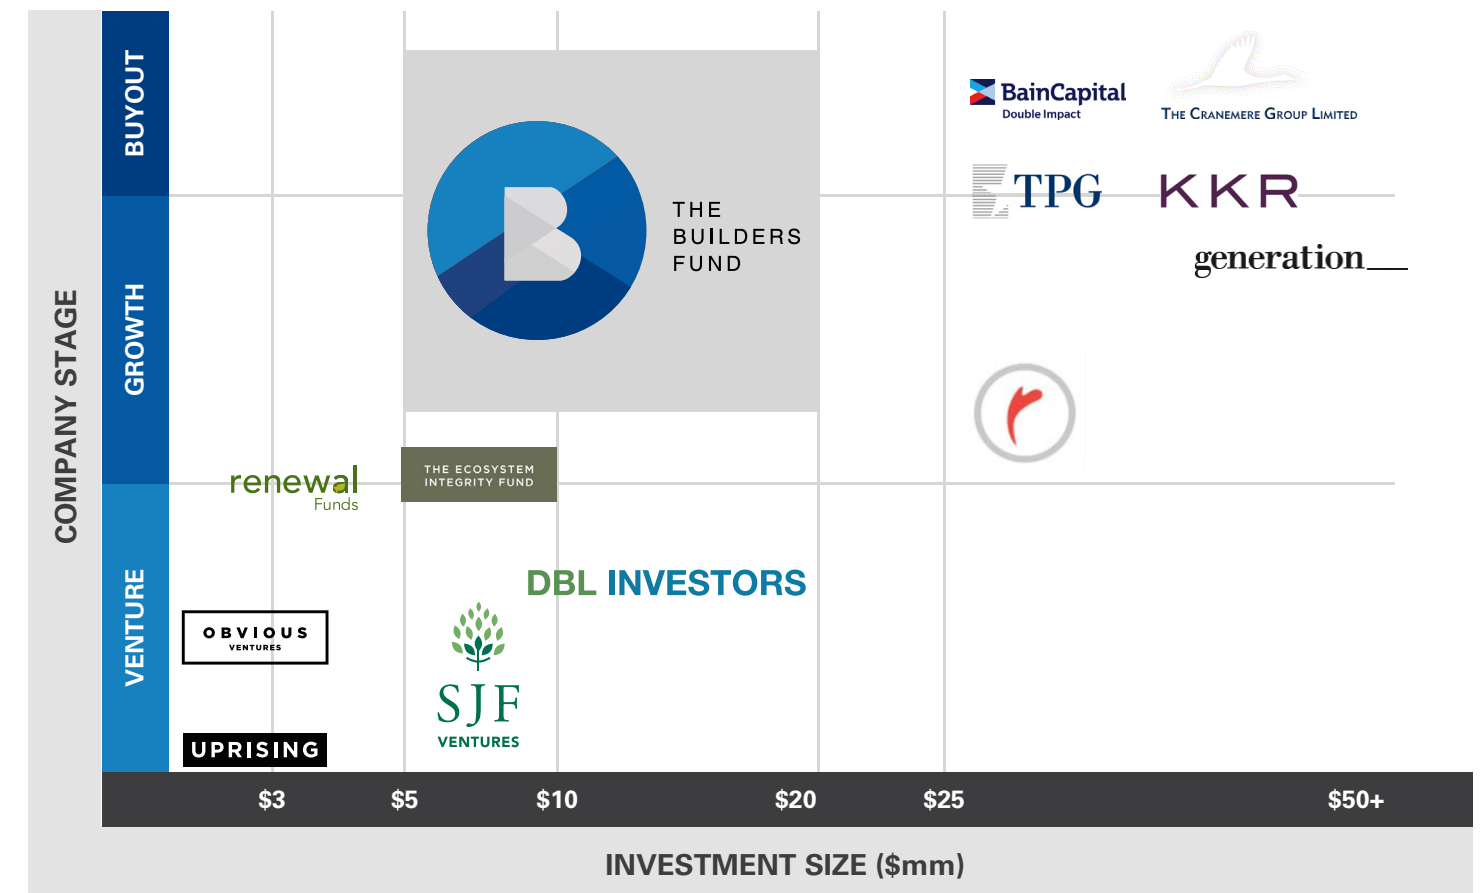 COMPANY STAGE
BUYOUT
GROWTH
VENTURE
THE
BUILDERS
FUND
BainCapital
Double Impact
THE CRANEMERE GROUP LIMITED
TPG
KKR
generation__
renewal
Funds
THE ECOSYSTEM
INTEGRITY FUND
DBL INVESTORS
OBVIOUS
VENTURES
SJF
VENTURES
UPRISING
$3
$5
$10
$20
$25
$50+
INVESTMENT SIZE ($mm)